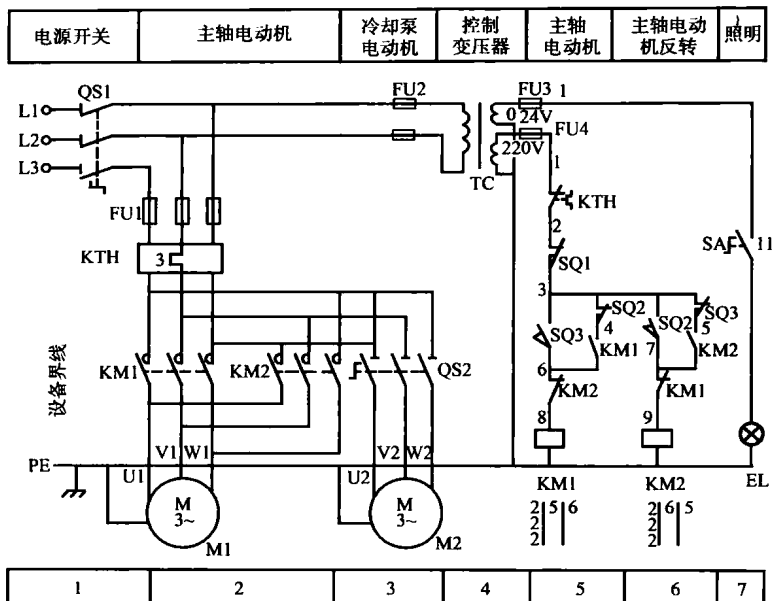 电源开关 主轴电动机 冷却泵电动机 控制变压器 主轴电动机 主轴电动机反转 照明
QS1 FU2 FU3 1
L1 0 24V
L2 FU4
220V
L3 TC 1
FU1 KTH
KTH 3 2 SA 11
SQ1
3
SQ2 SQ3
SQ3 4 SQ2 5
设备界线 KM1 KM2 QS2 KM1 7 KM2
6
KM2 KM1
8 9
V1 W1 V2 W2
PE U1 U2 KM1 KM2 EL
M M 2 5 6 2 6 5
3~ 3~ 2 2
M1 M2 2 2
1 2 3 4 5 6 7